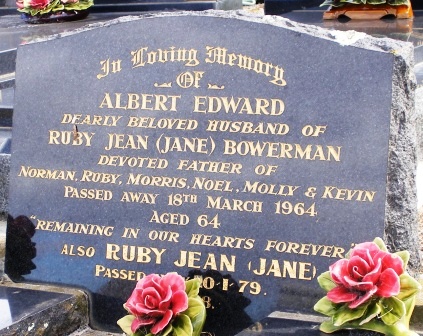 In Loving Memory
OF
ALBERT EDWARD
DEARLY BELOVED HUSBAND OF
RUBY JEAN (JANE) BOWERMAN
DEVOTED FATHER OF
NORMAN, RUBY, MORRIS, NOEL, MOLLY & KEVIN
PASSED AWAY 18TH MARCH 1964
AGED 64
"REMAINING IN OUR HEARTS FOREVER"
ALSO RUBY JEAN (JANE)
PASSED 20·1·79.